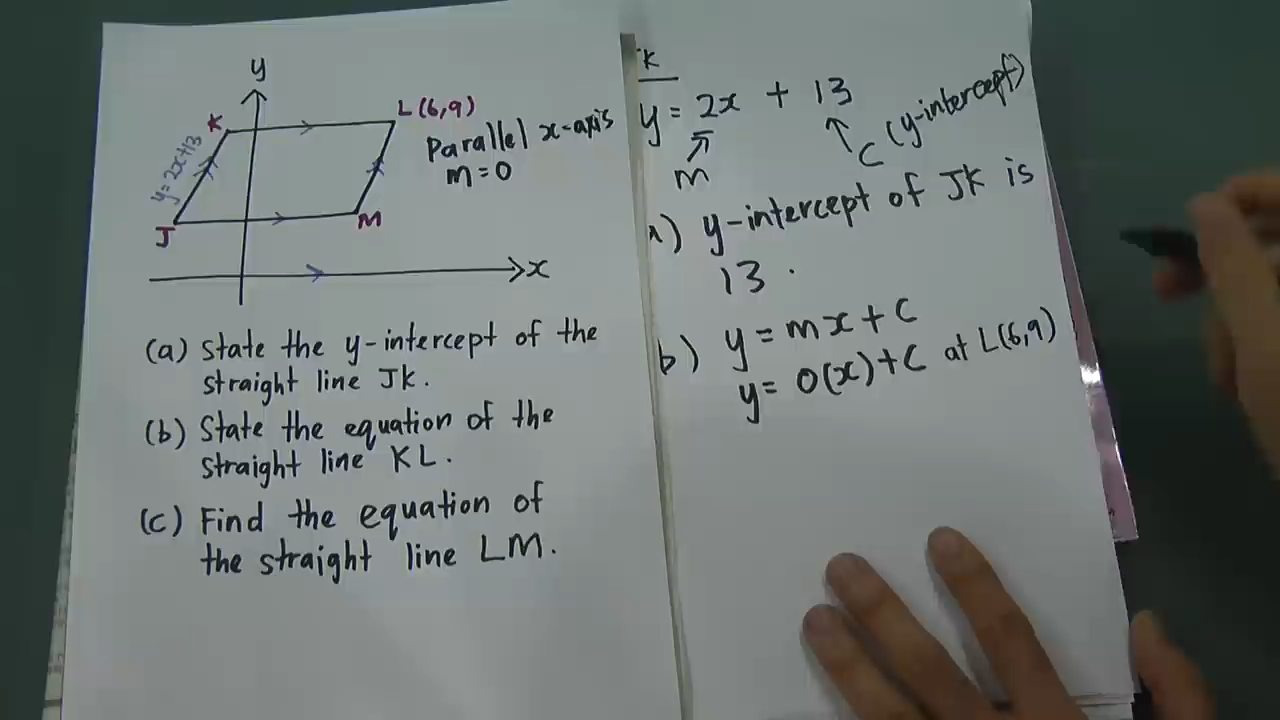 y
K
L (6,9)
y=2x+13
Parallel x-axis
m=0
J
M
x
(a) State the y-intercept of the
straight line JK.
(b) State the equation of the
straight line KL.
(c) Find the equation of
the straight line LM.
K
y = 2x + 13
m
C (y-intercept)
a) y-intercept of JK is
13.
b) y = mx + C
y = 0(x) + C at L(6,9)